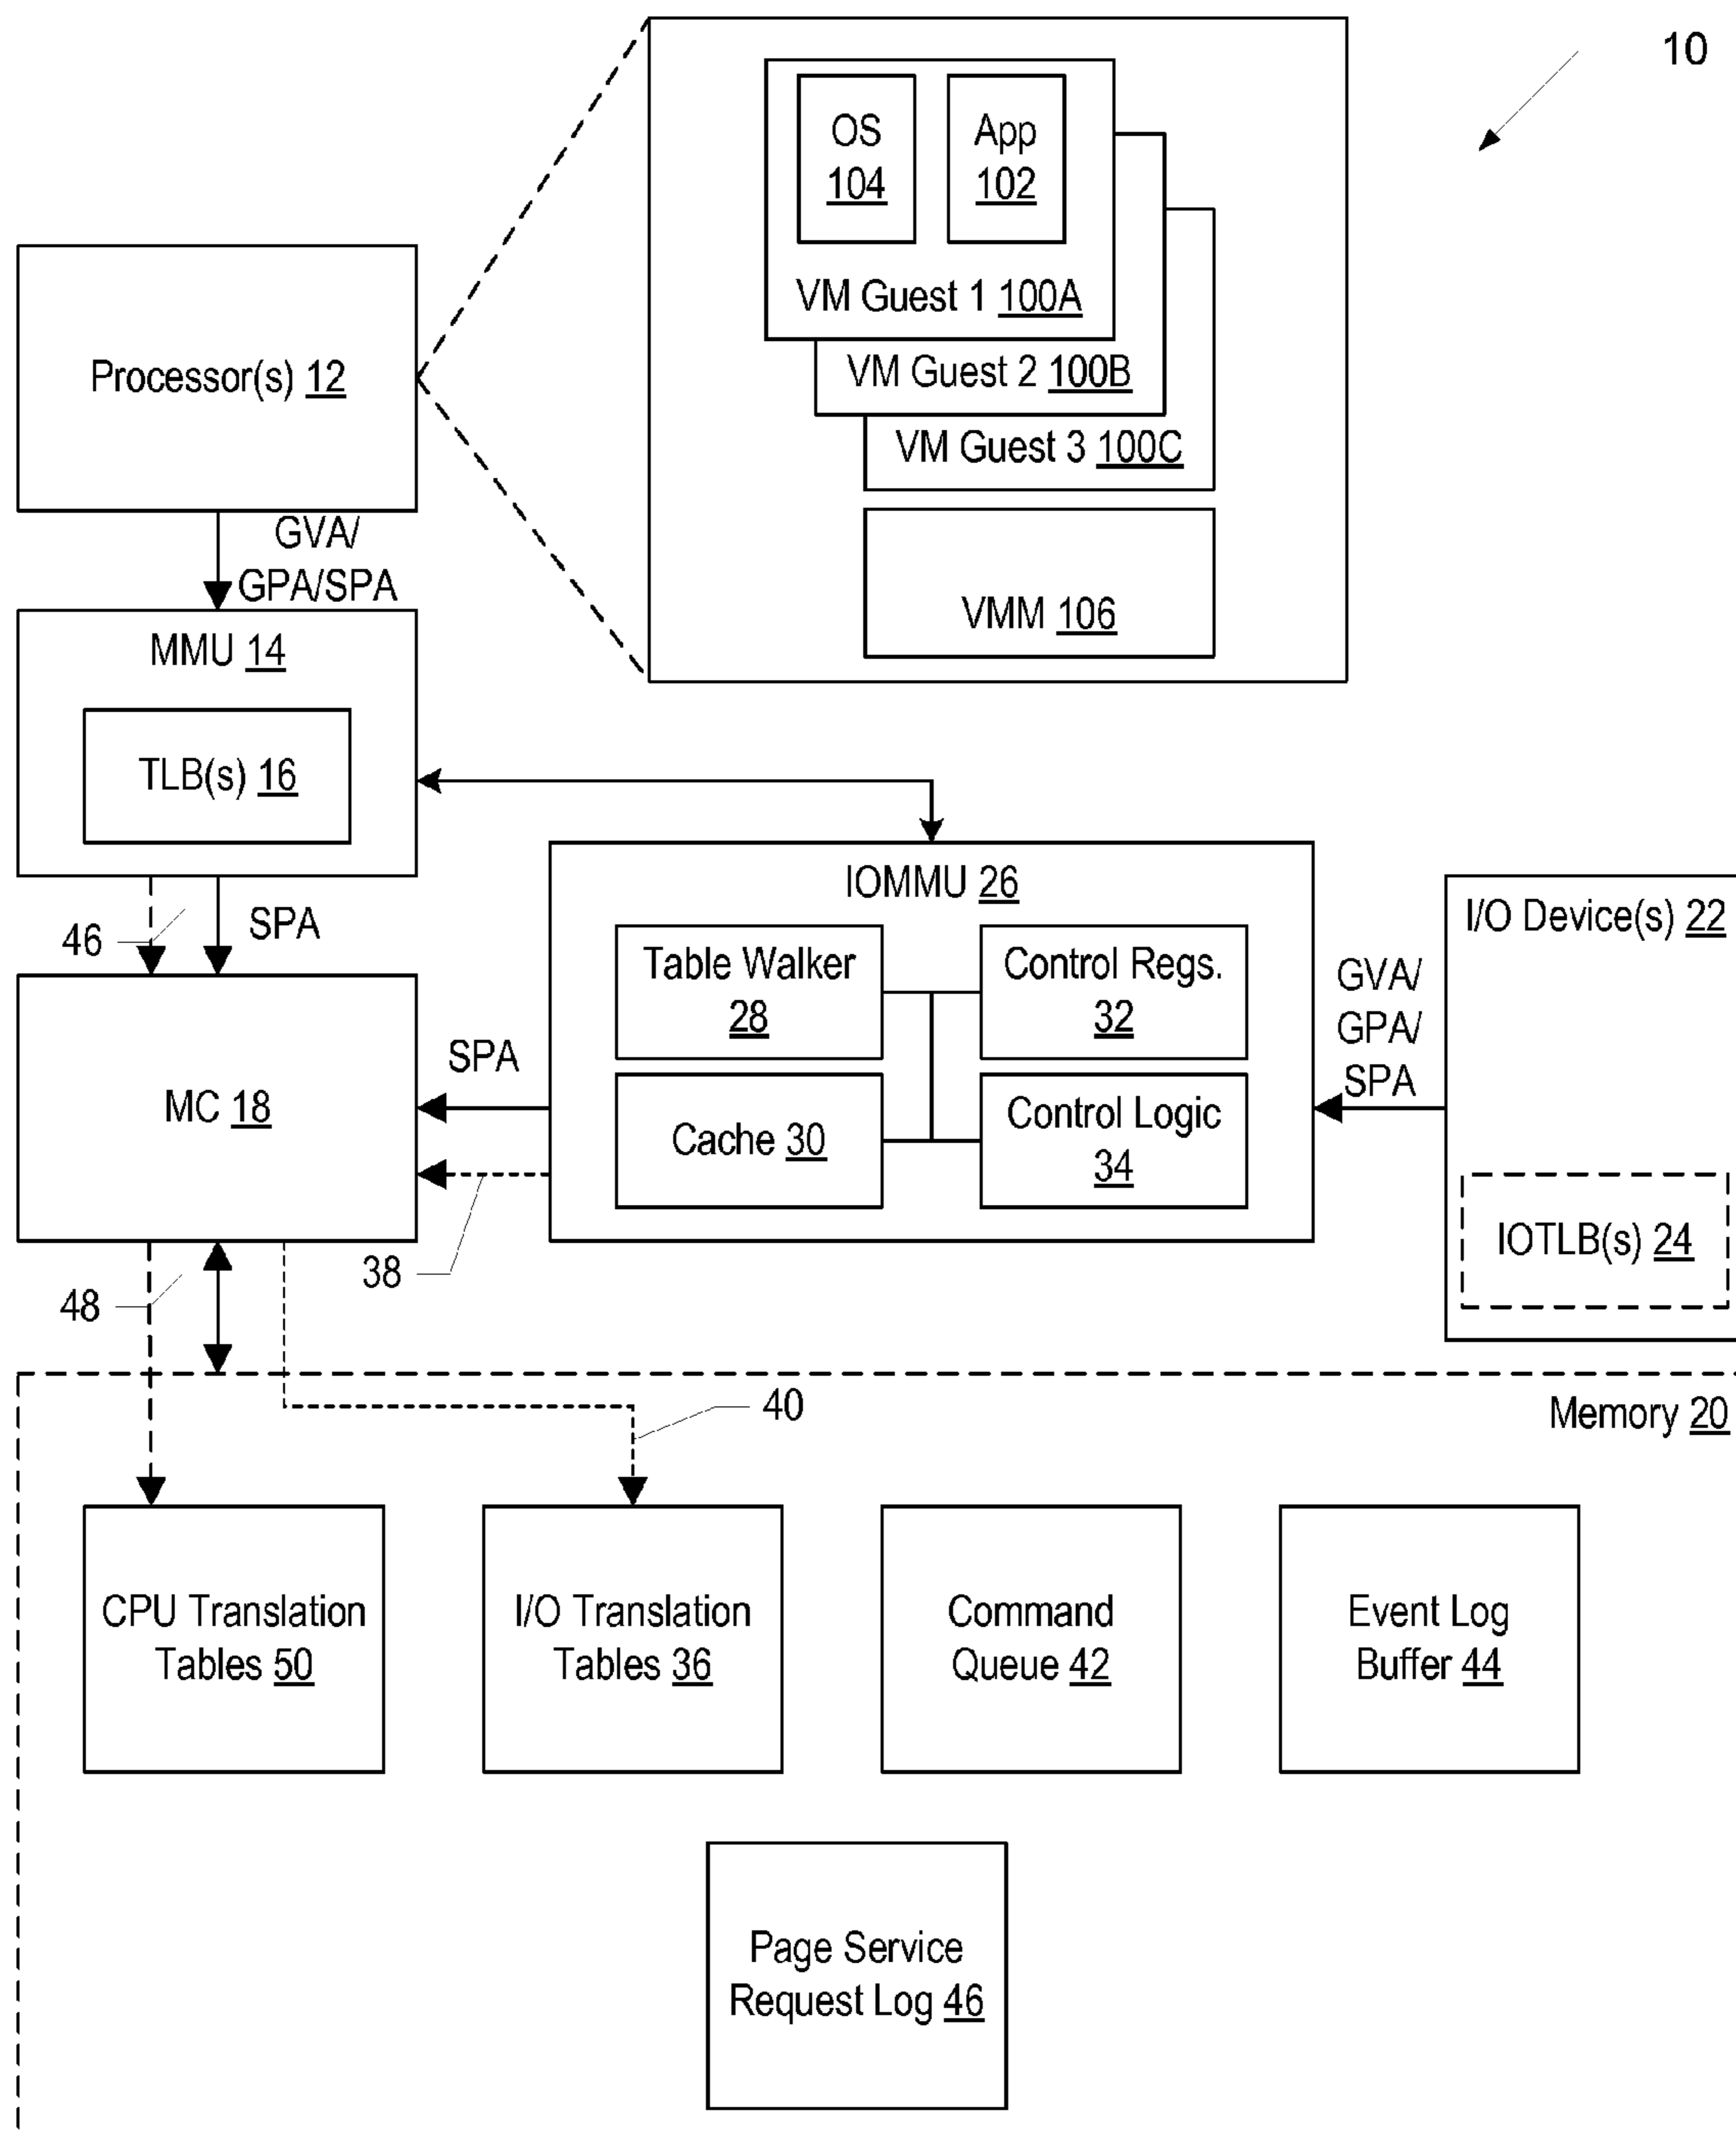 10
OS
104
App
102
VM Guest 1 100A
VM Guest 2 100B
VM Guest 3 100C
VMM 106
Processor(s) 12
GVA/
GPA/SPA
MMU 14
TLB(s) 16
46
SPA
IOMMU 26
Table Walker
28
Control Regs.
32
Cache 30
Control Logic
34
I/O Device(s) 22
GVA/
GPA/
SPA
IOTLB(s) 24
MC 18
SPA
38
48
40
Memory 20
CPU Translation
Tables 50
I/O Translation
Tables 36
Command
Queue 42
Event Log
Buffer 44
Page Service
Request Log 46